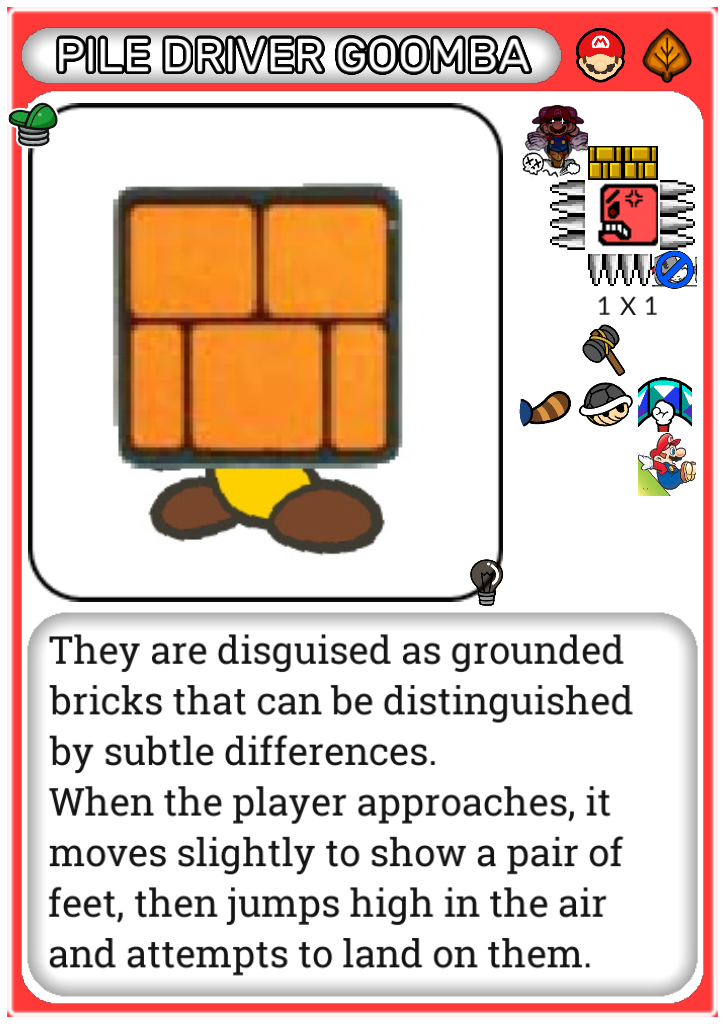 PILE DRIVER GOOMBA
1 X 1
They are disguised as grounded
bricks that can be distinguished
by subtle differences.
When the player approaches, it
moves slightly to show a pair of
feet, then jumps high in the air
and attempts to land on them.